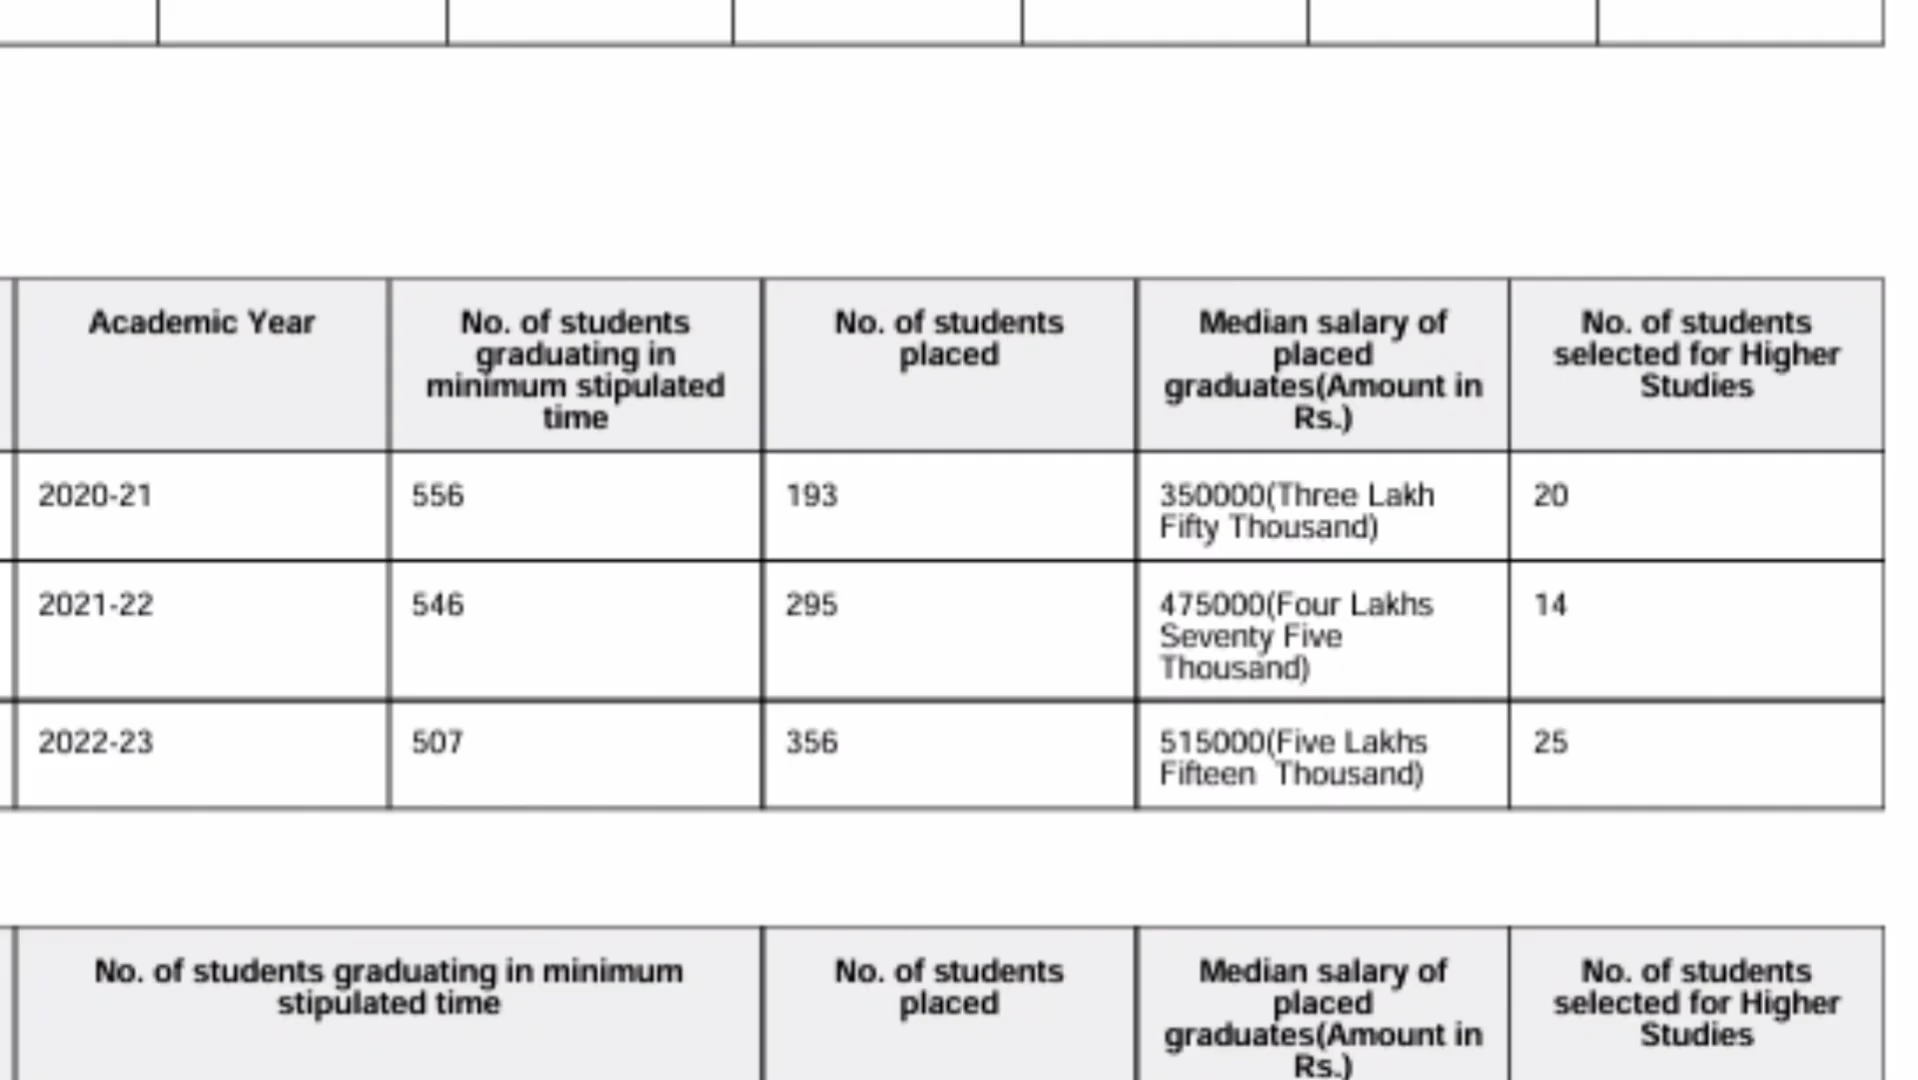 Academic Year
No. of students
graduating in
minimum stipulated
time
No. of students
placed
Median salary of
placed
graduates(Amount in
Rs.)
No. of students
selected for Higher
Studies
2020-21
556
193
350000(Three Lakh
Fifty Thousand)
20
2021-22
546
295
475000(Four Lakhs
Seventy Five
Thousand)
14
2022-23
507
356
515000(Five Lakhs
Fifteen Thousand)
25
No. of students graduating in minimum
stipulated time
No. of students
placed
Median salary of
placed
graduates(Amount in
Rs.)
No. of students
selected for Higher
Studies